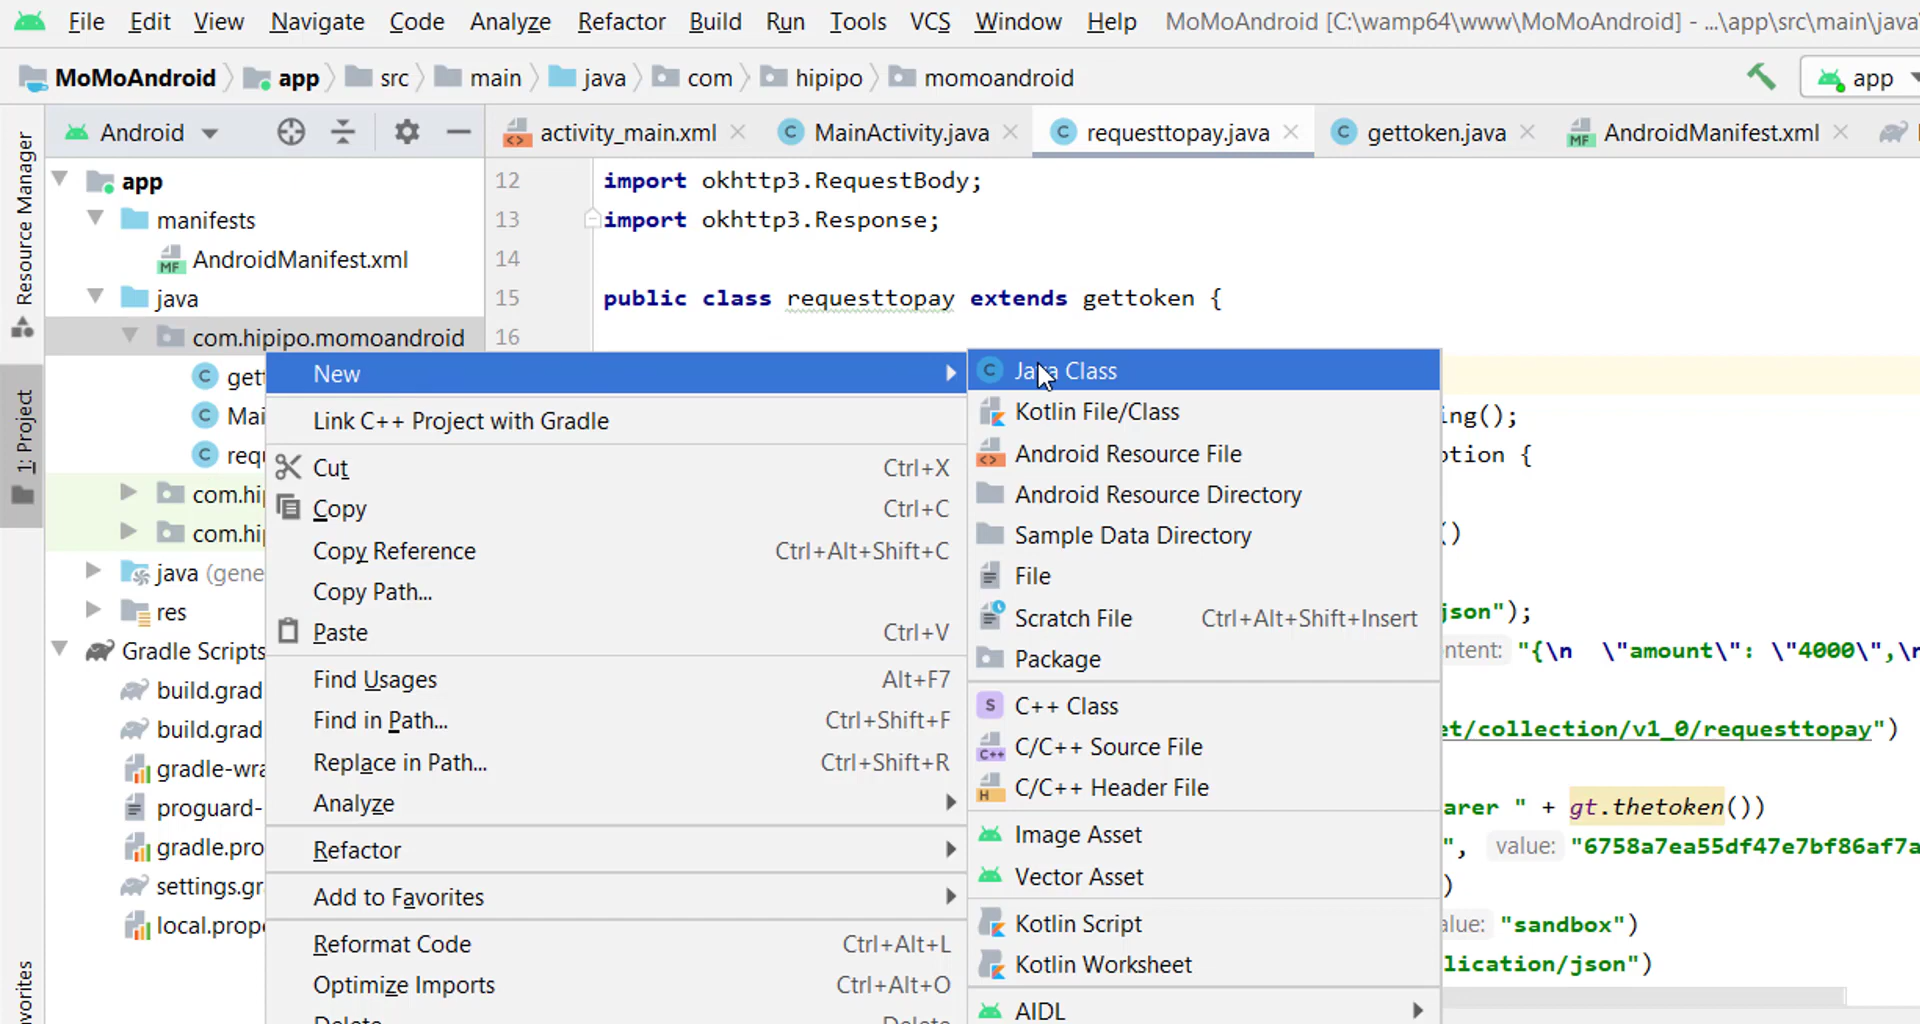 File Edit View Navigate Code Analyze Refactor Build Run Tools VCS Window Help MoMoAndroid [C:\wamp64\www\MoMoAndroid] - ...\app\src\main\java\
MoMoAndroid app src main java com hipipo momoandroid app
Android activity_main.xml MainActivity.java requesttopay.java gettoken.java AndroidManifest.xml
Resource Manager
1: Project
app
manifests
AndroidManifest.xml
java
com.hipipo.momoandroid
gett
Mai
requ
com.hi
com.hi
java (gene
res
Gradle Scripts
build.grad
build.grad
gradle-wra
proguard-
gradle.pro
settings.gr
local.prope
12 import okhttp3.RequestBody;
13 import okhttp3.Response;
14
15 public class requesttopay extends gettoken {
16
ing();
ption {
()
json");
ntent: "{\n \"amount\": \"4000\",\r
et/collection/v1_0/requesttopay")
arer " + gt.thetoken())
", value: "6758a7ea55df47e7bf86af7a
)
alue: "sandbox")
lication/json")
New
Link C++ Project with Gradle
Cut Ctrl+X
Copy Ctrl+C
Copy Reference Ctrl+Alt+Shift+C
Copy Path...
Paste Ctrl+V
Find Usages Alt+F7
Find in Path... Ctrl+Shift+F
Replace in Path... Ctrl+Shift+R
Analyze
Refactor
Add to Favorites
Reformat Code Ctrl+Alt+L
Optimize Imports Ctrl+Alt+O
Delete... Delete
Java Class
Kotlin File/Class
Android Resource File
Android Resource Directory
Sample Data Directory
File
Scratch File Ctrl+Alt+Shift+Insert
Package
C++ Class
C/C++ Source File
C/C++ Header File
Image Asset
Vector Asset
Kotlin Script
Kotlin Worksheet
AIDL
avorites